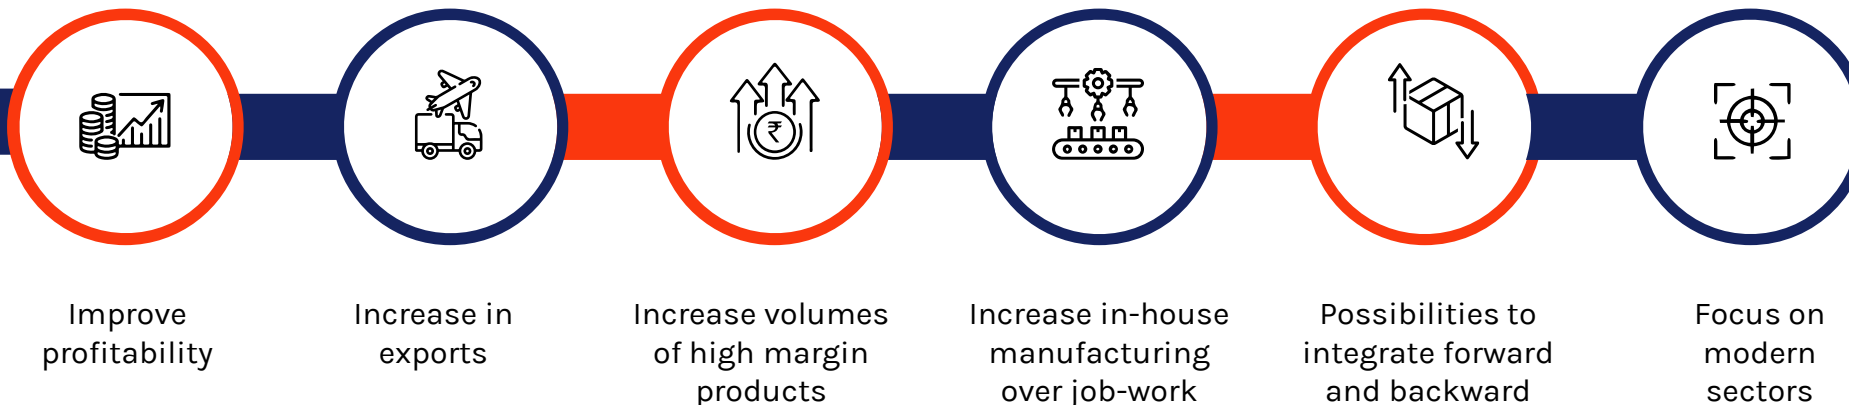 Improve
profitability
Increase in
exports
₹
Increase volumes
of high margin
products
Increase in-house
manufacturing
over job-work
Possibilities to
integrate forward
and backward
Focus on
modern
sectors